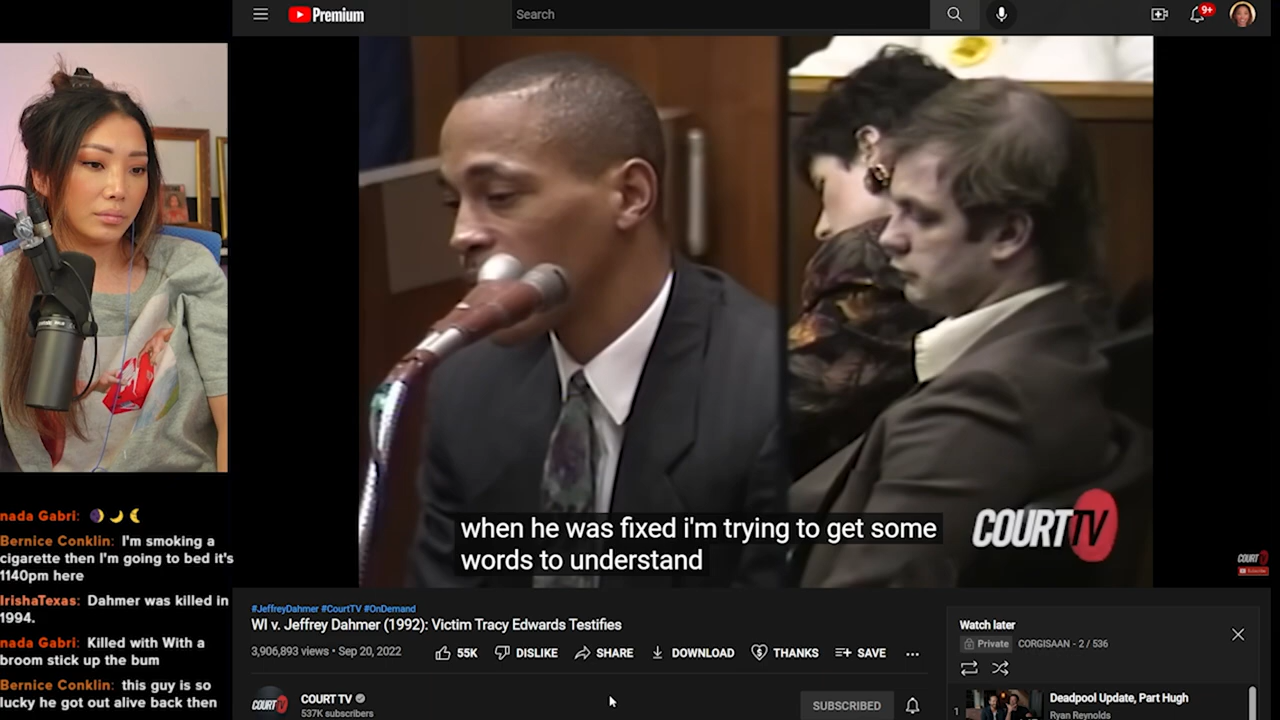 Premium
Search
9+
when he was fixed i'm trying to get some
words to understand
COURT TV
#JeffreyDahmer #CourtTV #OnDemand
WI v. Jeffrey Dahmer (1992): Victim Tracy Edwards Testifies
3,906,893 views • Sep 20, 2022
55K
DISLIKE
SHARE
DOWNLOAD
THANKS
SAVE
COURT TV
537K subscribers
SUBSCRIBED
Watch later
Private
CORGISAAN - 2 / 536
1
Deadpool Update, Part Hugh
Ryan Reynolds
nada Gabri: 🌒🌙☾
Bernice Conklin: I'm smoking a
cigarette then I'm going to bed it's
1140pm here
IrishaTexas: Dahmer was killed in
1994.
nada Gabri: Killed with With a
broom stick up the bum
Bernice Conklin: this guy is so
lucky he got out alive back then